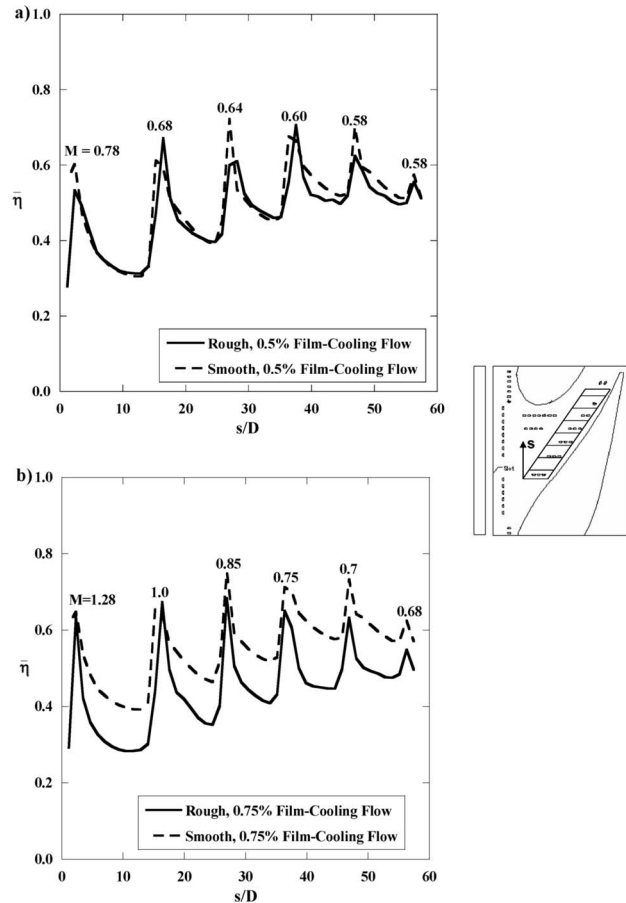 a)
1.0
0.8
0.6
0.4
0.2
0.0
η̄
M = 0.78
0.68
0.64
0.60
0.58
0.58
Rough, 0.5% Film-Cooling Flow
Smooth, 0.5% Film-Cooling Flow
0 10 20 30 40 50 60
s/D
S
b)
1.0
0.8
0.6
0.4
0.2
0.0
η̄
M=1.28
1.0
0.85
0.75
0.7
0.68
Rough, 0.75% Film-Cooling Flow
Smooth, 0.75% Film-Cooling Flow
0 10 20 30 40 50 60
s/D